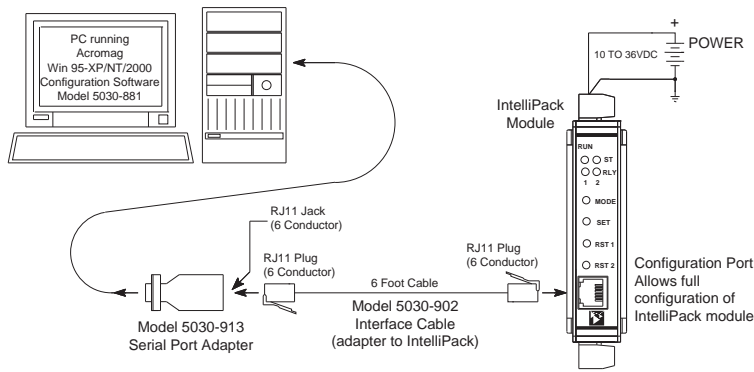 PC running
Acromag
Win 95-XP/NT/2000
Configuration Software
Model 5030-881
+
POWER
10 TO 36VDC
IntelliPack
Module
RUN
ST
RLY
1 2
MODE
SET
RST 1
RST 2
RJ11 Jack
(6 Conductor)
RJ11 Plug
(6 Conductor)
RJ11 Plug
(6 Conductor)
6 Foot Cable
Model 5030-902
Interface Cable
(adapter to IntelliPack)
Model 5030-913
Serial Port Adapter
Configuration Port
Allows full
configuration of
IntelliPack module